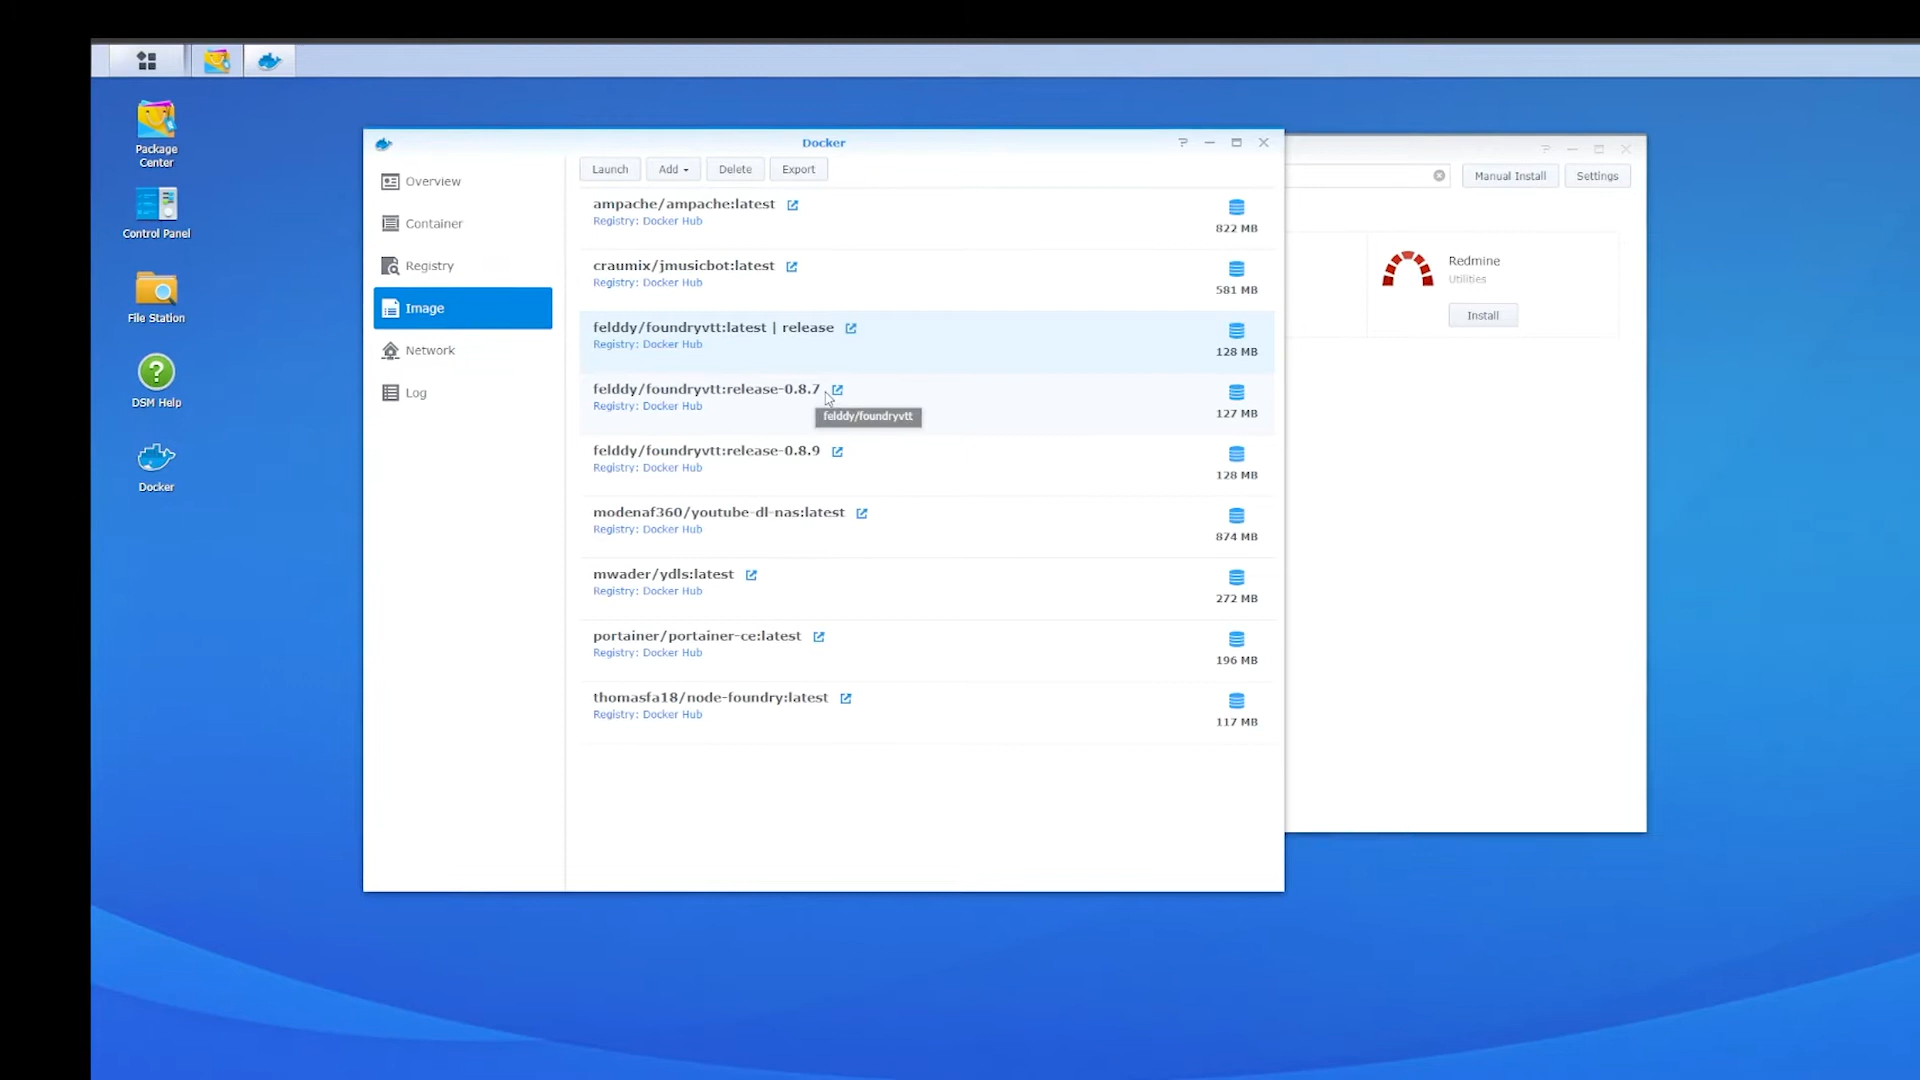 Package
Center
Control Panel
File Station
DSM Help
Docker
Docker
Overview
Container
Registry
Image
Network
Log
Launch
Add
Delete
Export
ampache/ampache:latest
Registry: Docker Hub
822 MB
craumix/jmusicbot:latest
Registry: Docker Hub
581 MB
felddy/foundryvtt:latest | release
Registry: Docker Hub
128 MB
felddy/foundryvtt:release-0.8.7
Registry: Docker Hub
127 MB
felddy/foundryvtt
felddy/foundryvtt:release-0.8.9
Registry: Docker Hub
128 MB
modenaf360/youtube-dl-nas:latest
Registry: Docker Hub
874 MB
mwader/ydls:latest
Registry: Docker Hub
272 MB
portainer/portainer-ce:latest
Registry: Docker Hub
196 MB
thomasfa18/node-foundry:latest
Registry: Docker Hub
117 MB
Manual Install
Settings
Redmine
Utilities
Install